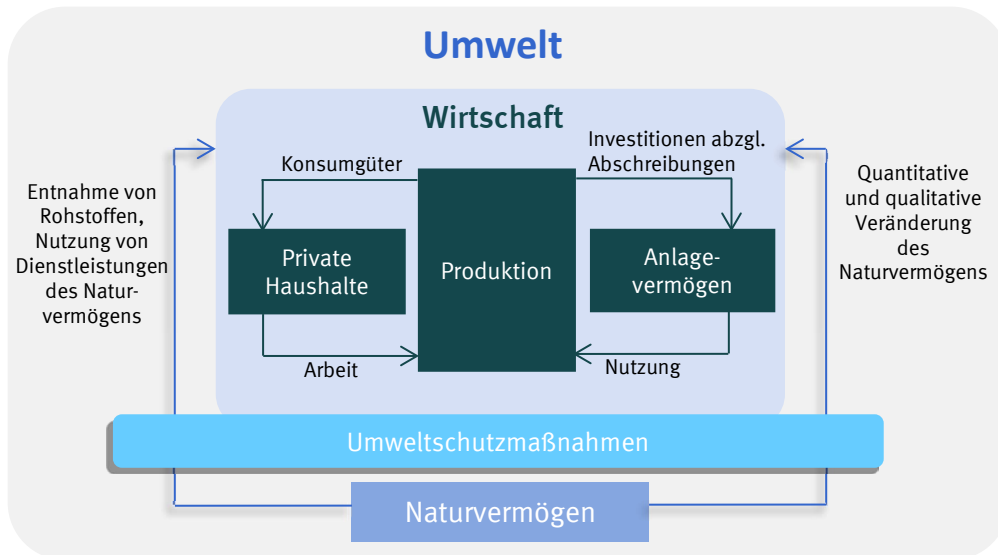 Umwelt
Wirtschaft
Konsumgüter
Investitionen abzgl.
Abschreibungen
Entnahme von
Rohstoffen,
Nutzung von
Dienstleistungen
des Natur-
vermögens
Private
Haushalte
Produktion
Anlage-
vermögen
Quantitative
und qualitative
Veränderung
des
Naturvermögens
Arbeit
Nutzung
Umweltschutzmaßnahmen
Naturvermögen